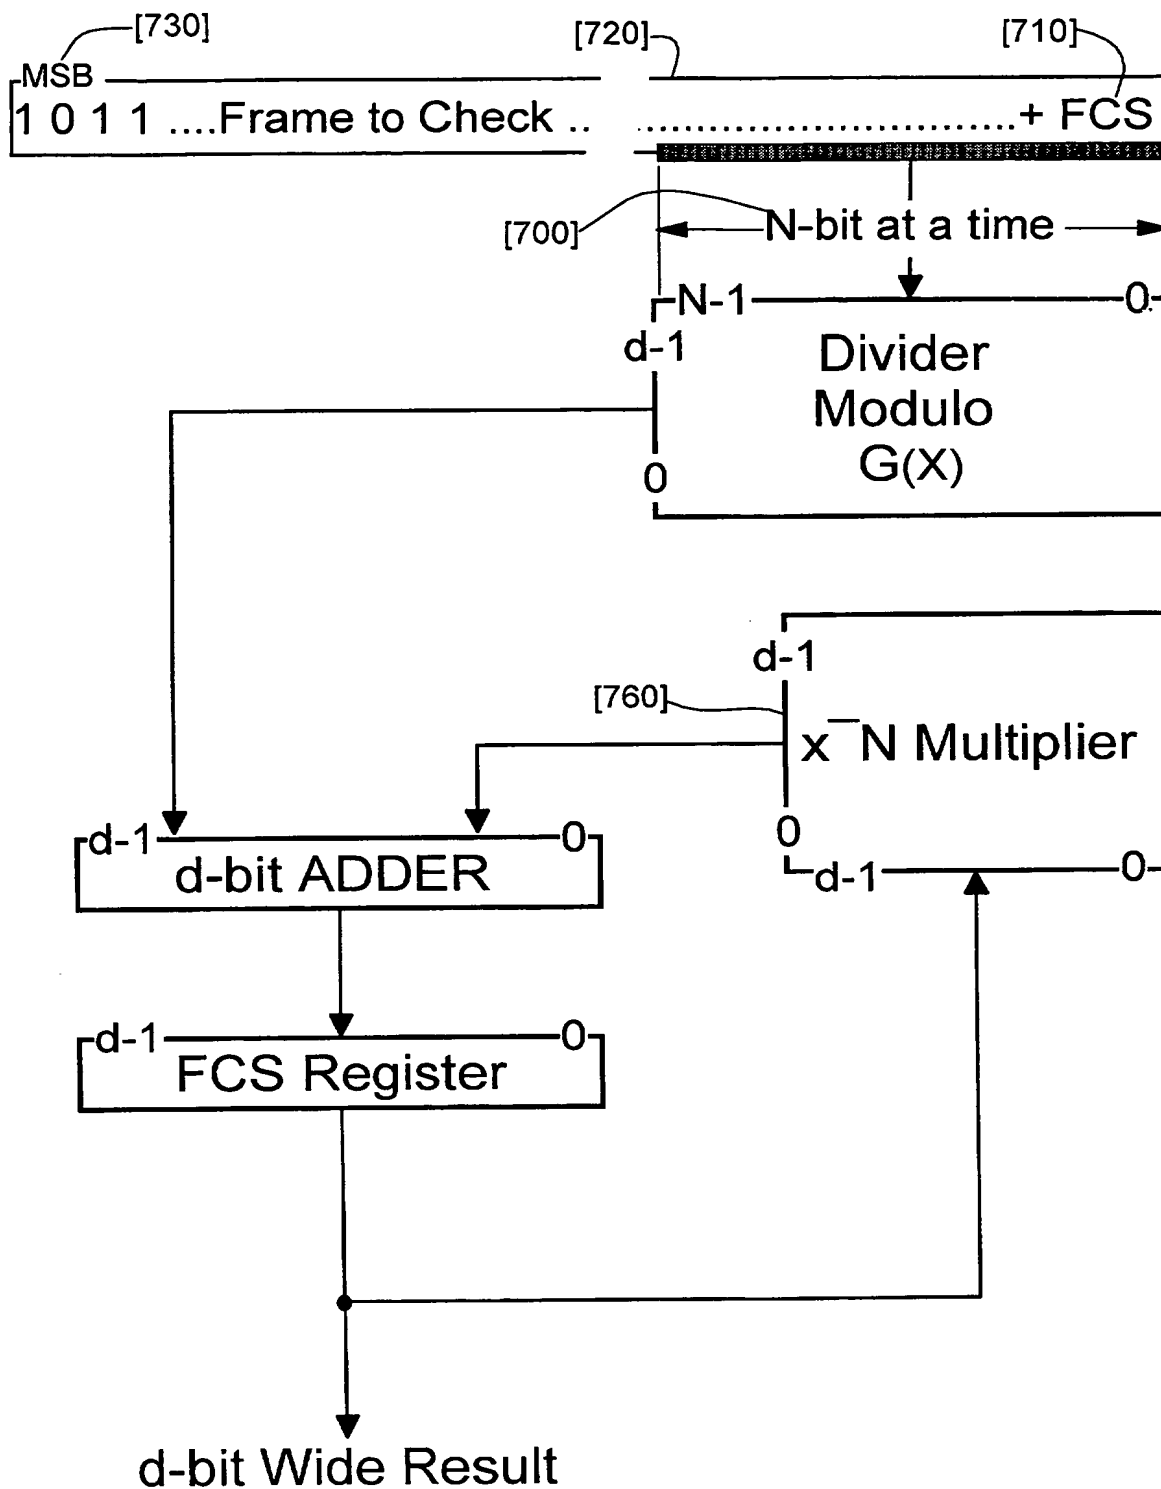 [730]
[720]
[710]
MSB
1 0 1 1 ....Frame to Check .. ......................................+ FCS
[700]
N-bit at a time
N-1
0
d-1
Divider
Modulo
G(X)
0
d-1
[760]
x¯N Multiplier
0
d-1
0
d-1
0
d-bit ADDER
d-1
0
FCS Register
d-bit Wide Result